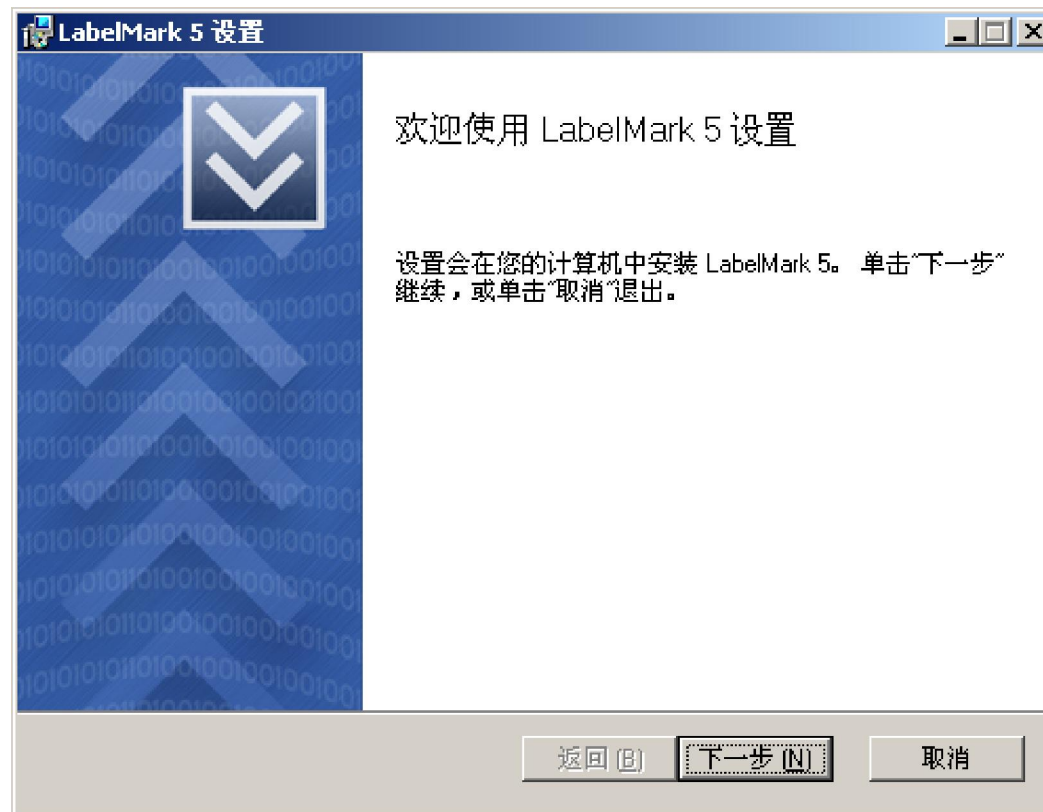 LabelMark 5 设置
欢迎使用 LabelMark 5 设置
设置会在您的计算机中安装 LabelMark 5。 单击"下一步"
继续，或单击"取消"退出。
返回 (B)
下一步 (N)
取消